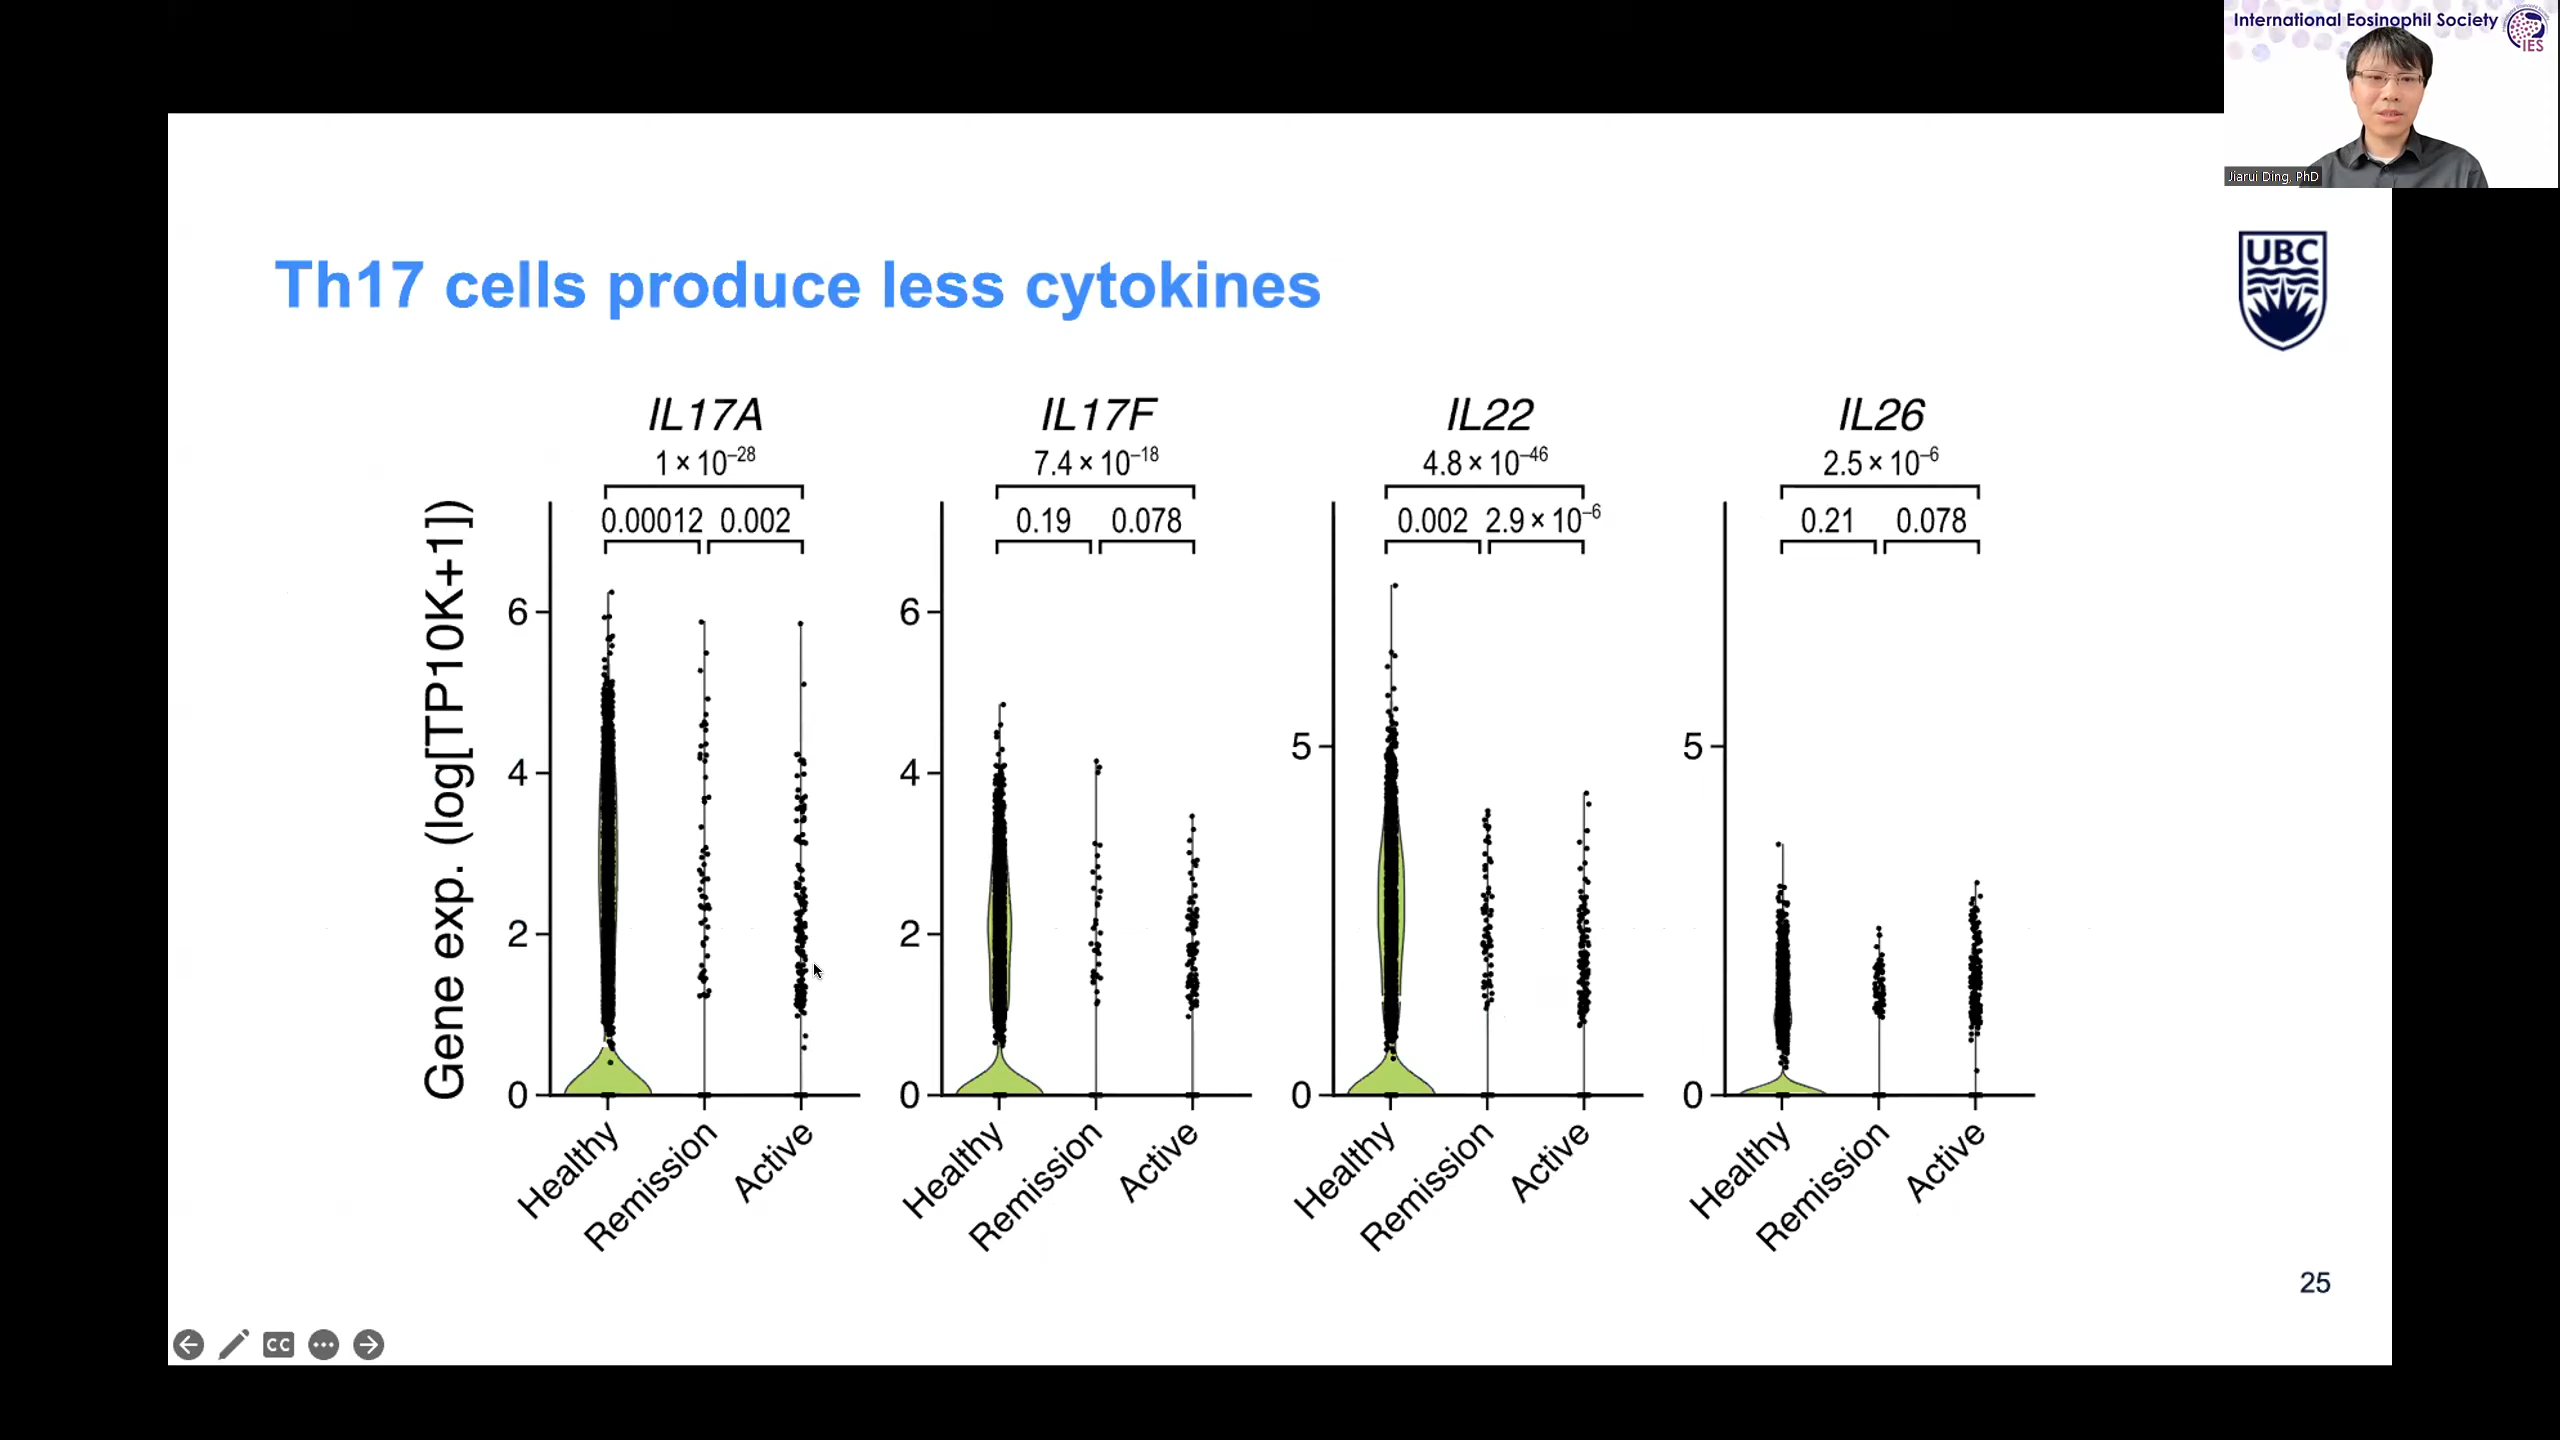 International Eosinophil Society
IES
Jiarui Ding, PhD
UBC
Th17 cells produce less cytokines
IL17A
1 × 10–28
0.00012 0.002
IL17F
7.4 × 10–18
0.19 0.078
IL22
4.8 × 10–46
0.002 2.9 × 10–6
IL26
2.5 × 10–6
0.21 0.078
Gene exp. (log[TP10K+1])
6
4
2
0
Healthy
Remission
Active
6
4
2
0
Healthy
Remission
Active
5
0
Healthy
Remission
Active
5
0
Healthy
Remission
Active
25
CC